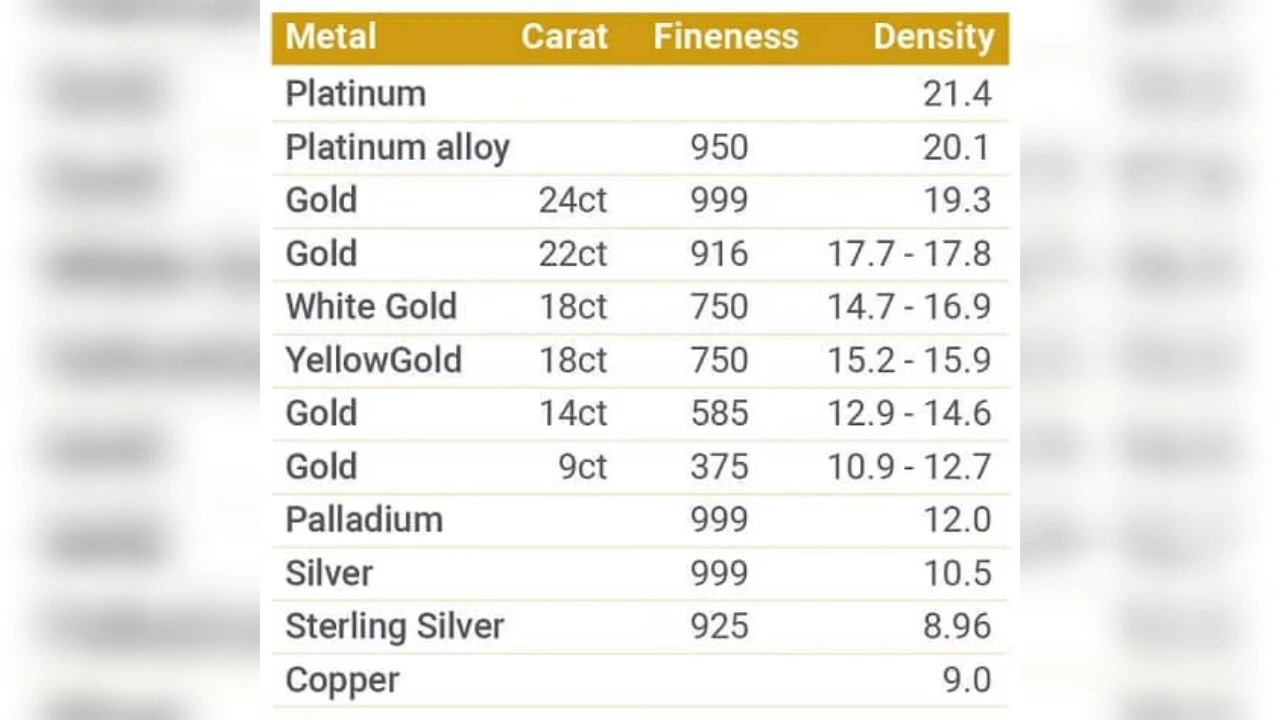 Metal Carat Fineness Density
Platinum 21.4
Platinum alloy 950 20.1
Gold 24ct 999 19.3
Gold 22ct 916 17.7 - 17.8
White Gold 18ct 750 14.7 - 16.9
YellowGold 18ct 750 15.2 - 15.9
Gold 14ct 585 12.9 - 14.6
Gold 9ct 375 10.9 - 12.7
Palladium 999 12.0
Silver 999 10.5
Sterling Silver 925 8.96
Copper 9.0